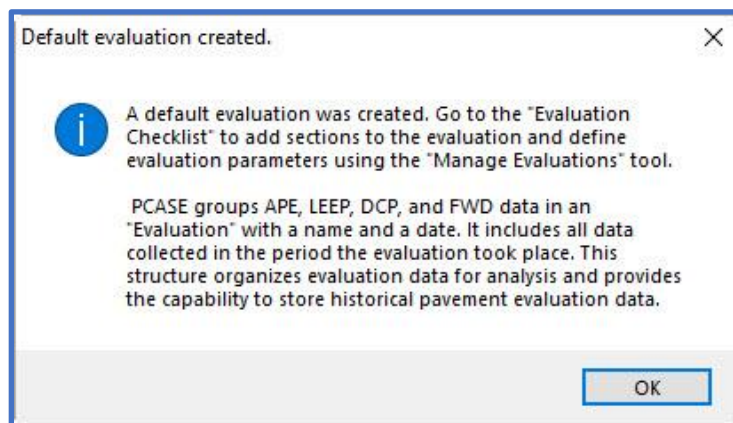 Default evaluation created.
A default evaluation was created. Go to the "Evaluation
Checklist" to add sections to the evaluation and define
evaluation parameters using the "Manage Evaluations" tool.
PCASE groups APE, LEEP, DCP, and FWD data in an
"Evaluation" with a name and a date. It includes all data
collected in the period the evaluation took place. This
structure organizes evaluation data for analysis and provides
the capability to store historical pavement evaluation data.
OK